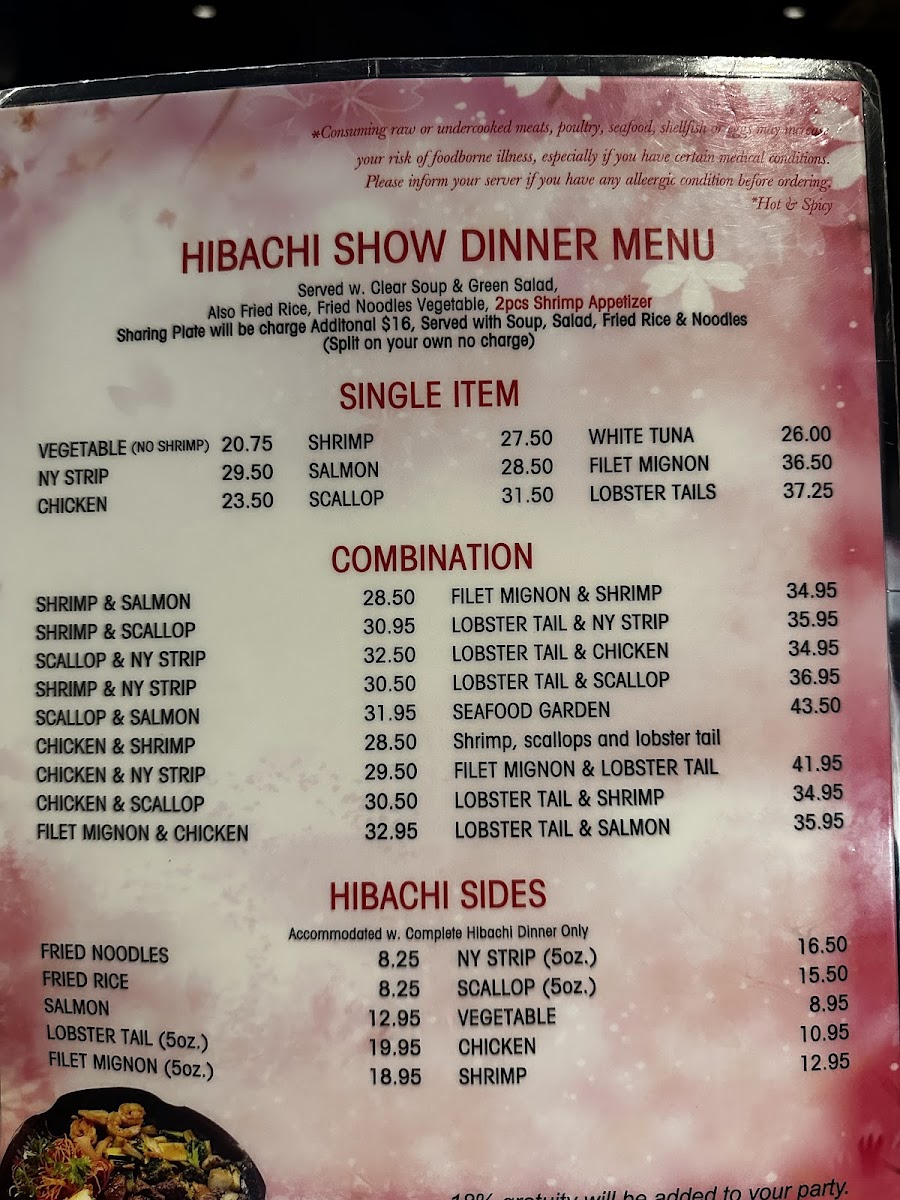 *Consuming raw or undercooked meats, poultry, seafood, shellfish or eggs may increase
your risk of foodborne illness, especially if you have certain medical conditions.
Please inform your server if you have any alleergic condition before ordering.
*Hot & Spicy
HIBACHI SHOW DINNER MENU
Served w. Clear Soup & Green Salad,
Also Fried Rice, Fried Noodles Vegetable, 2pcs Shrimp Appetizer
Sharing Plate will be charge Additonal $16, Served with Soup, Salad, Fried Rice & Noodles
(Split on your own no charge)
SINGLE ITEM
VEGETABLE (NO SHRIMP) 20.75 SHRIMP 27.50 WHITE TUNA 26.00
NY STRIP 29.50 SALMON 28.50 FILET MIGNON 36.50
CHICKEN 23.50 SCALLOP 31.50 LOBSTER TAILS 37.25
COMBINATION
SHRIMP & SALMON 28.50 FILET MIGNON & SHRIMP 34.95
SHRIMP & SCALLOP 30.95 LOBSTER TAIL & NY STRIP 35.95
SCALLOP & NY STRIP 32.50 LOBSTER TAIL & CHICKEN 34.95
SHRIMP & NY STRIP 30.50 LOBSTER TAIL & SCALLOP 36.95
SCALLOP & SALMON 31.95 SEAFOOD GARDEN 43.50
CHICKEN & SHRIMP 28.50 Shrimp, scallops and lobster tail
CHICKEN & NY STRIP 29.50 FILET MIGNON & LOBSTER TAIL 41.95
CHICKEN & SCALLOP 30.50 LOBSTER TAIL & SHRIMP 34.95
FILET MIGNON & CHICKEN 32.95 LOBSTER TAIL & SALMON 35.95
HIBACHI SIDES
Accommodated w. Complete Hibachi Dinner Only
FRIED NOODLES 8.25 NY STRIP (5oz.) 16.50
FRIED RICE 8.25 SCALLOP (5oz.) 15.50
SALMON 12.95 VEGETABLE 8.95
LOBSTER TAIL (5oz.) 19.95 CHICKEN 10.95
FILET MIGNON (5oz.) 18.95 SHRIMP 12.95
gratuity will be added to your party.